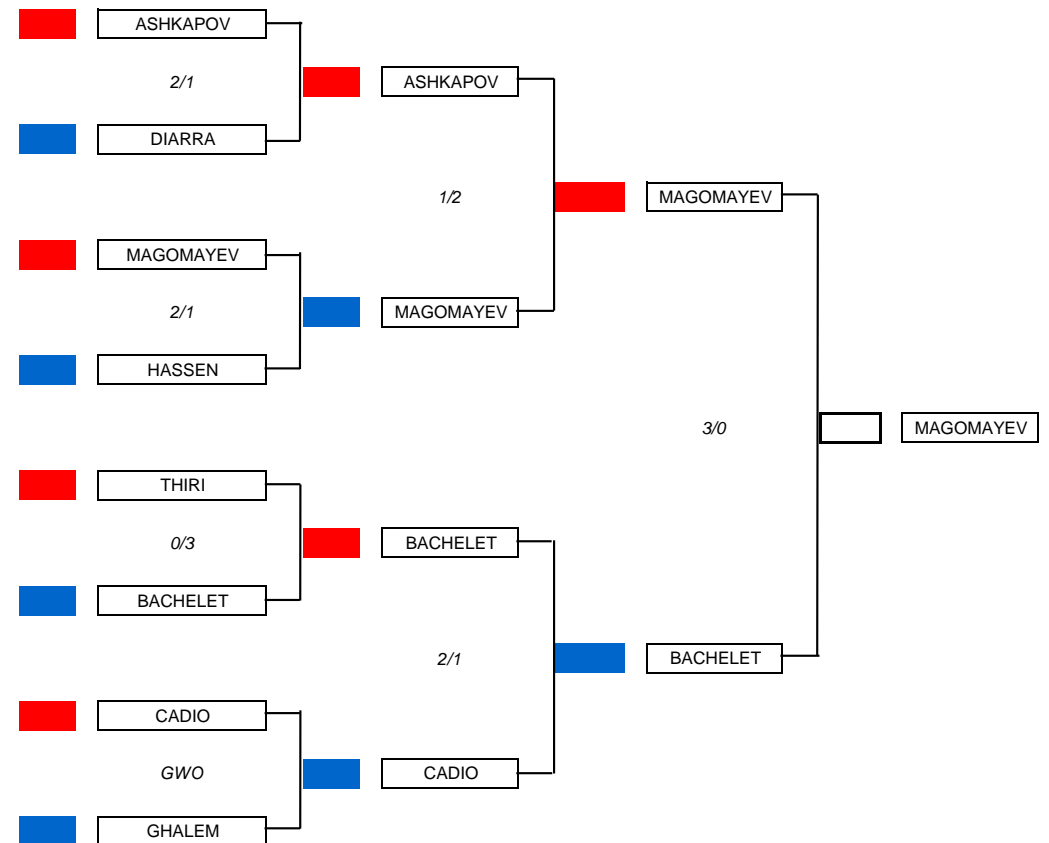 ASHKAPOV
2/1
ASHKAPOV
DIARRA
1/2
MAGOMAYEV
MAGOMAYEV
2/1
MAGOMAYEV
HASSEN
3/0
MAGOMAYEV
THIRI
0/3
BACHELET
BACHELET
2/1
BACHELET
CADIO
GWO
CADIO
GHALEM